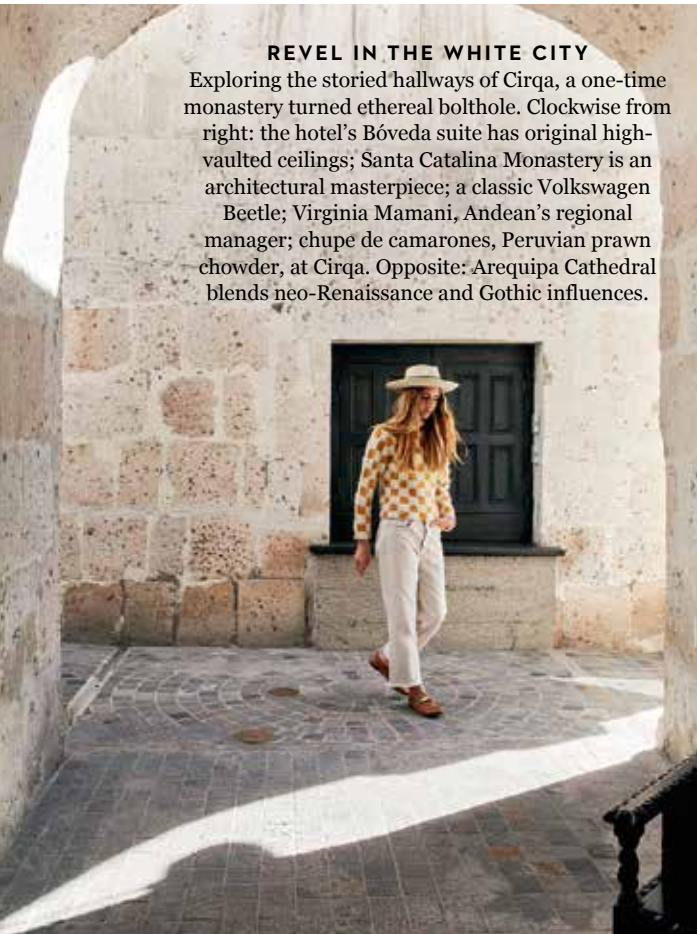 REVEL IN THE WHITE CITY
Exploring the storied hallways of Cirqa, a one-time
monastery turned ethereal bolthole. Clockwise from
right: the hotel's Bóveda suite has original high-
vaulted ceilings; Santa Catalina Monastery is an
architectural masterpiece; a classic Volkswagen
Beetle; Virginia Mamani, Andean's regional
manager; chupe de camarones, Peruvian prawn
chowder, at Cirqa. Opposite: Arequipa Cathedral
blends neo-Renaissance and Gothic influences.